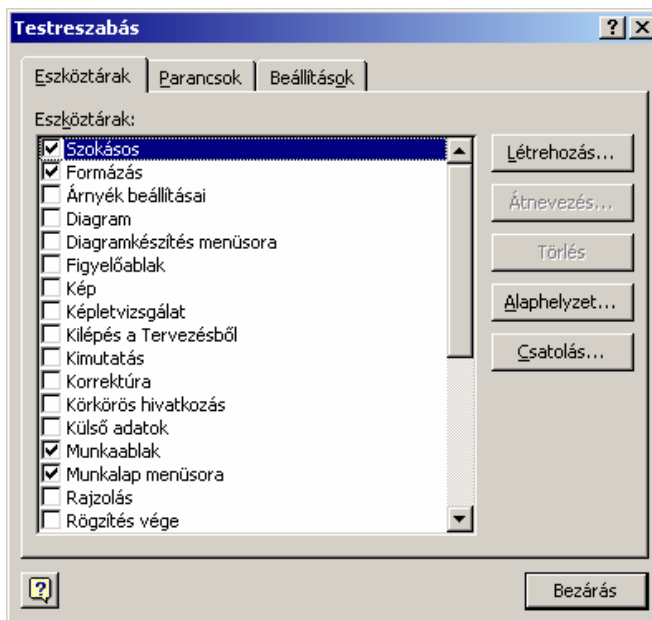 Testreszabás
Eszköztárak Parancsok Beállítások
Eszköztárak:
Szokásos
Formázás
Árnyék beállításai
Diagram
Diagramkészítés menüsora
Figyelőablak
Kép
Képletvizsgálat
Kilépés a Tervezésből
Kimutatás
Korrektúra
Körkörös hivatkozás
Külső adatok
Munkaablak
Munkalap menüsora
Rajzolás
Rögzítés vége
Létrehozás...
Átnevezés...
Törlés
Alaphelyzet...
Csatolás...
Bezárás